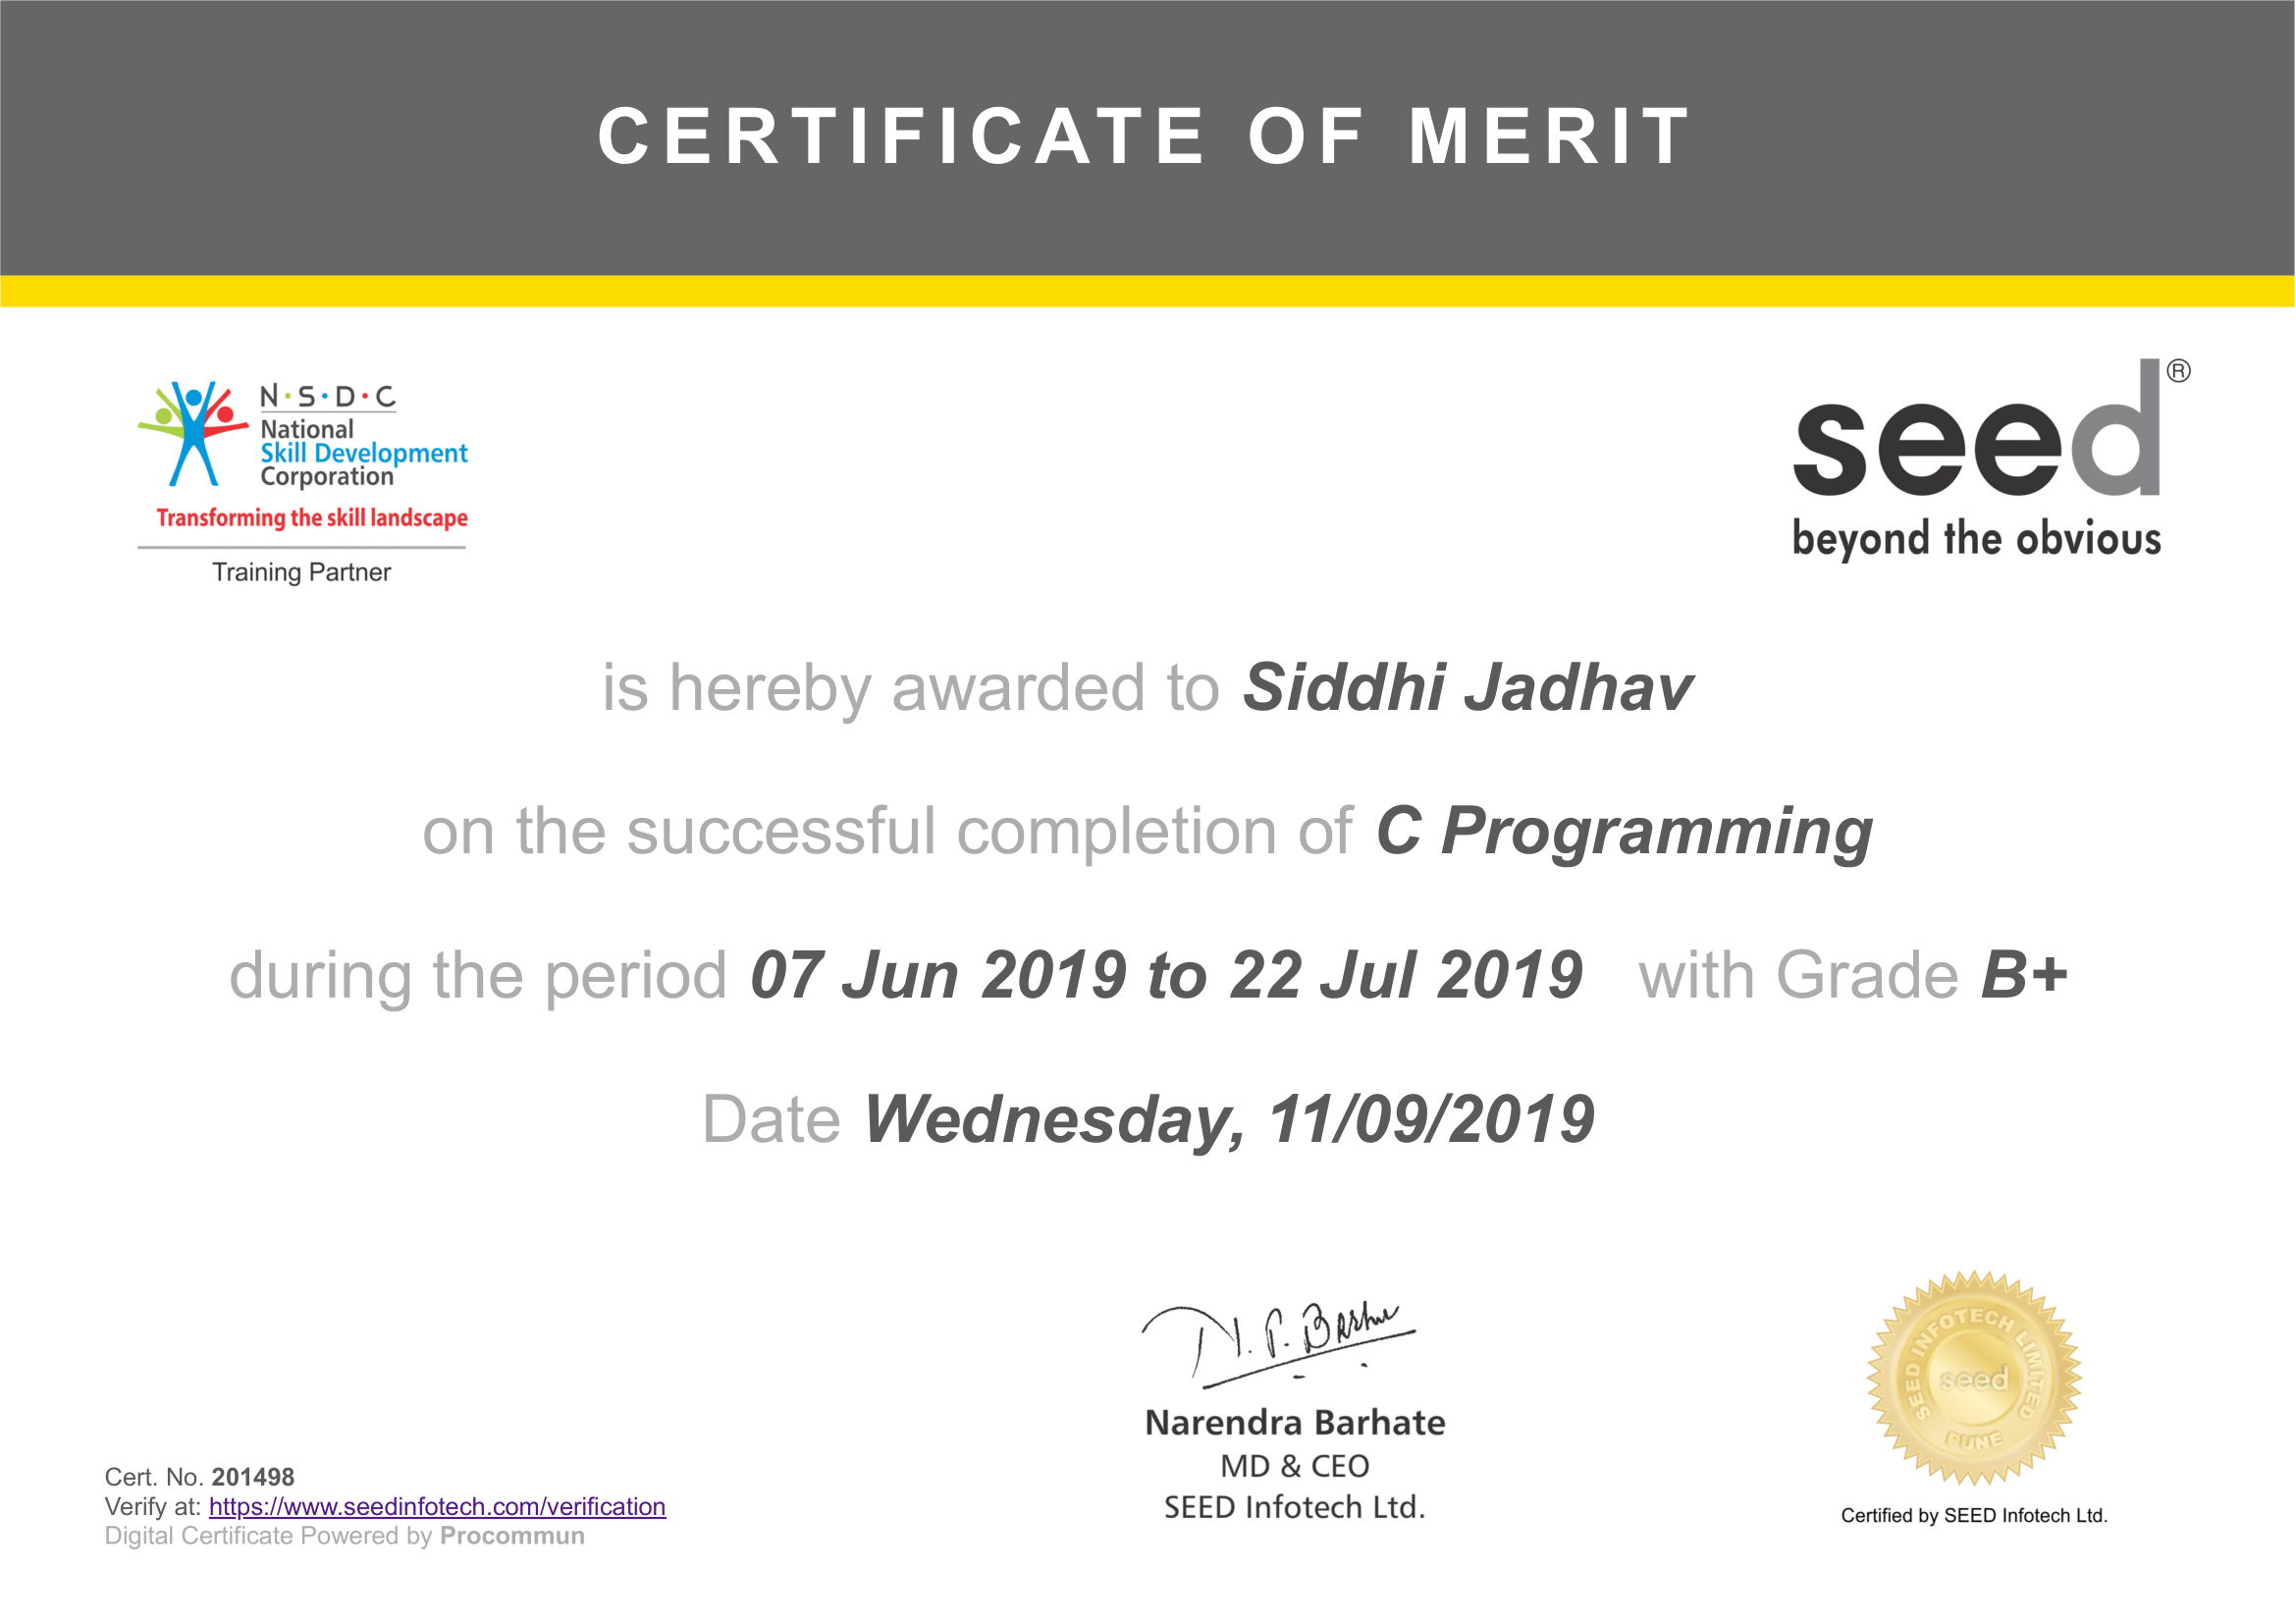 CERTIFICATE OF MERIT
N·S·D·C
National
Skill Development
Corporation
Transforming the skill landscape
Training Partner
seed®
beyond the obvious
is hereby awarded to Siddhi Jadhav
on the successful completion of C Programming
during the period 07 Jun 2019 to 22 Jul 2019 with Grade B+
Date Wednesday, 11/09/2019
N. P. Barhate
Narendra Barhate
MD & CEO
SEED Infotech Ltd.
SEED INFOTECH LIMITED
seed
PUNE
Certified by SEED Infotech Ltd.
Cert. No. 201498
Verify at: https://www.seedinfotech.com/verification
Digital Certificate Powered by Procommun